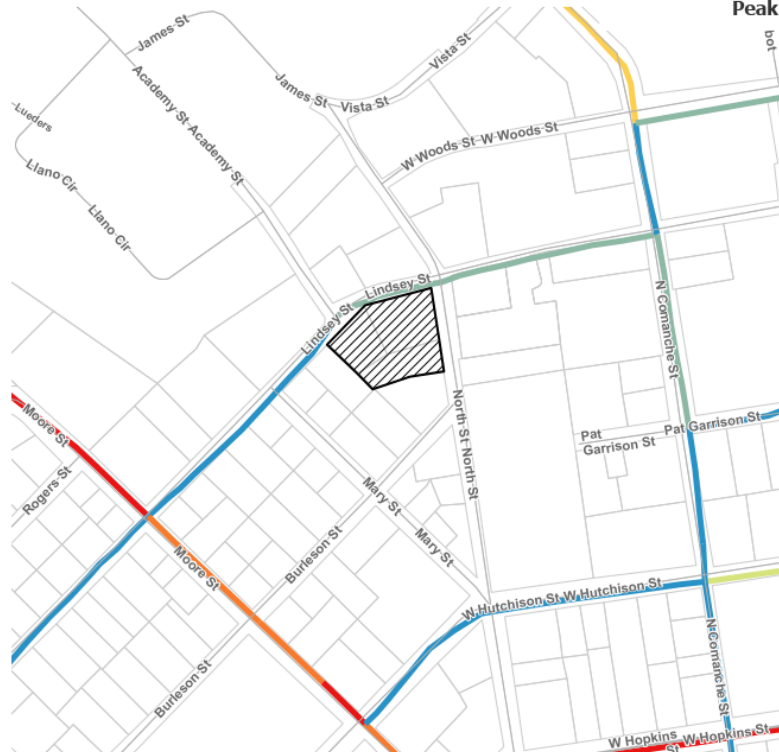 Peak
James St
bot
Vista St
James St
Vista St
Academy St
Academy St
W Woods St
W Woods St
Lueders
Llano Cir
Llano Cir
Lindsey St
Lindsey St
N Comanche St
Moore St
North St
North St
Pat Garrison St
Pat
Garrison St
Rogers St
Mary St
Mary St
Moore St
Burleson St
W Hutchison St
W Hutchison St
N Comanche St
Burleson St
W Hopkins
St
W Hopkins St